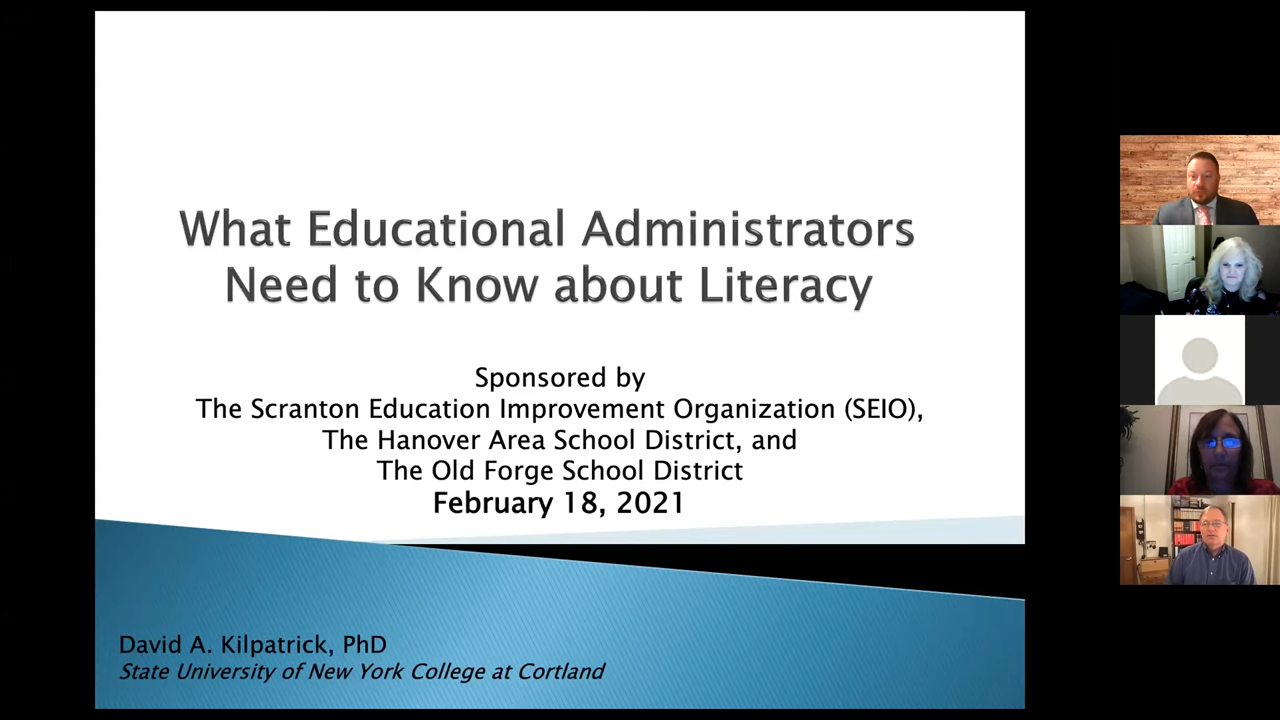 What Educational Administrators
Need to Know about Literacy
Sponsored by
The Scranton Education Improvement Organization (SEIO),
The Hanover Area School District, and
The Old Forge School District
February 18, 2021
David A. Kilpatrick, PhD
State University of New York College at Cortland